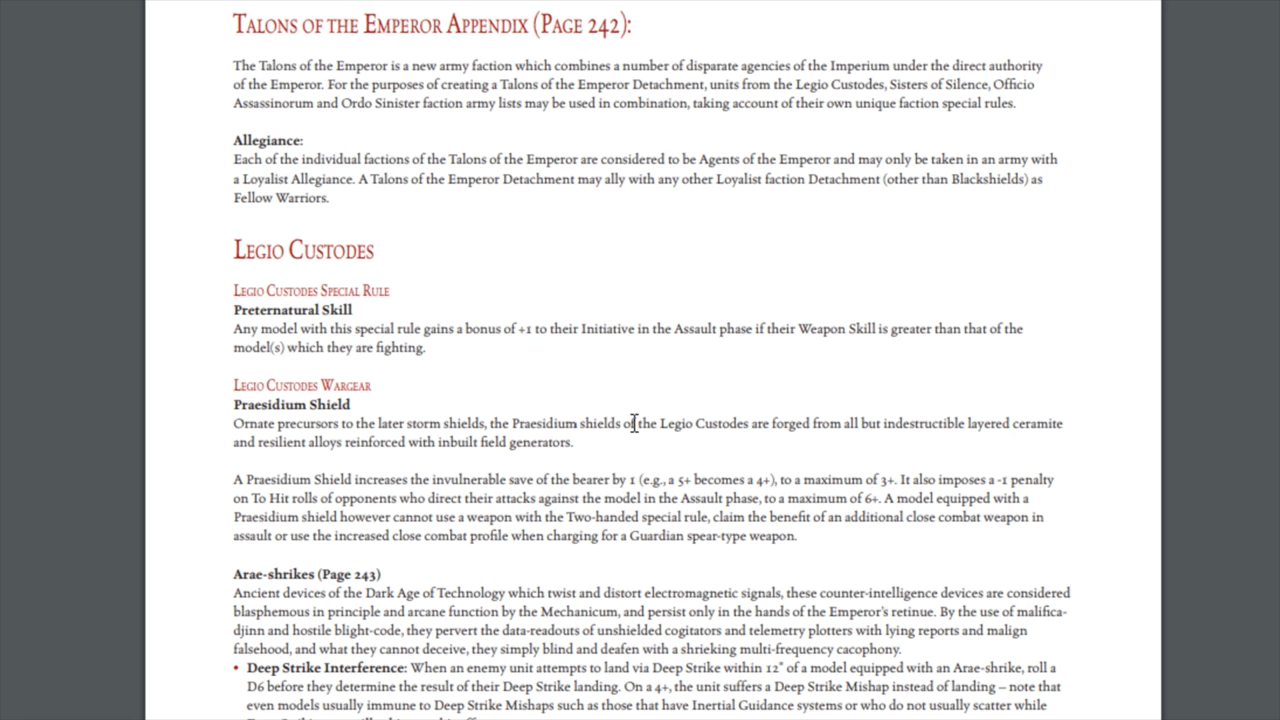 Talons of the Emperor Appendix (Page 242):
The Talons of the Emperor is a new army faction which combines a number of disparate agencies of the Imperium under the direct authority
of the Emperor. For the purposes of creating a Talons of the Emperor Detachment, units from the Legio Custodes, Sisters of Silence, Officio
Assassinorum and Ordo Sinister faction army lists may be used in combination, taking account of their own unique faction special rules.
Allegiance:
Each of the individual factions of the Talons of the Emperor are considered to be Agents of the Emperor and may only be taken in an army with
a Loyalist Allegiance. A Talons of the Emperor Detachment may ally with any other Loyalist faction Detachment (other than Blackshields) as
Fellow Warriors.
Legio Custodes
Legio Custodes Special Rule
Preternatural Skill
Any model with this special rule gains a bonus of +1 to their Initiative in the Assault phase if their Weapon Skill is greater than that of the
model(s) which they are fighting.
Legio Custodes Wargear
Praesidium Shield
Ornate precursors to the later storm shields, the Praesidium shields of the Legio Custodes are forged from all but indestructible layered ceramite
and resilient alloys reinforced with inbuilt field generators.
A Praesidium Shield increases the invulnerable save of the bearer by 1 (e.g., a 5+ becomes a 4+), to a maximum of 3+. It also imposes a -1 penalty
on To Hit rolls of opponents who direct their attacks against the model in the Assault phase, to a maximum of 6+. A model equipped with a
Praesidium shield however cannot use a weapon with the Two-handed special rule, claim the benefit of an additional close combat weapon in
assault or use the increased close combat profile when charging for a Guardian spear-type weapon.
Arae-shrikes (Page 243)
Ancient devices of the Dark Age of Technology which twist and distort electromagnetic signals, these counter-intelligence devices are considered
blasphemous in principle and arcane function by the Mechanicum, and persist only in the hands of the Emperor's retinue. By the use of malifica-
djinn and hostile blight-code, they pervert the data-readouts of unshielded cogitators and telemetry plotters with lying reports and malign
falsehood, and what they cannot deceive, they simply blind and deafen with a shrieking multi-frequency cacophony.
• Deep Strike Interference: When an enemy unit attempts to land via Deep Strike within 12" of a model equipped with an Arae-shrike, roll a
D6 before they determine the result of their Deep Strike landing. On a 4+, the unit suffers a Deep Strike Mishap instead of landing – note that
even models usually immune to Deep Strike Mishaps such as those that have Inertial Guidance systems or who do not usually scatter while